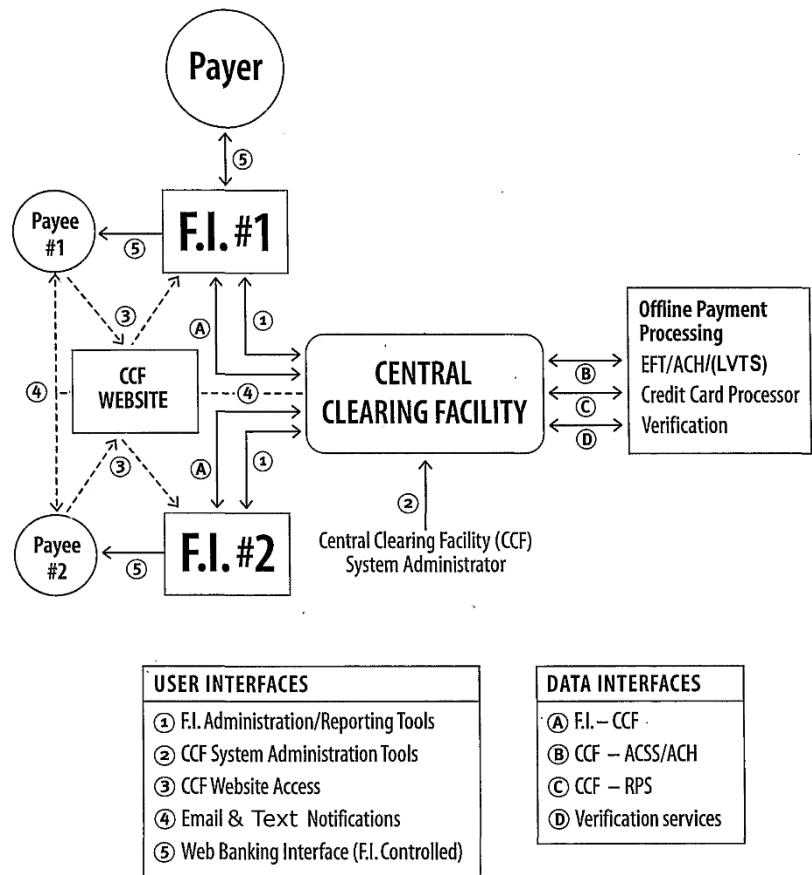 Payer
⑤
Payee
#1
⑤
F.I. #1
③
Ⓐ
①
④
CCF
WEBSITE
④
CENTRAL
CLEARING FACILITY
Ⓑ
Ⓒ
Ⓓ
Offline Payment
Processing
EFT/ACH/(LVTS)
Credit Card Processor
Verification
③
Ⓐ
①
②
Payee
#2
⑤
F.I. #2
Central Clearing Facility (CCF)
System Administrator
USER INTERFACES
① F.I. Administration/Reporting Tools
② CCF System Administration Tools
③ CCF Website Access
④ Email & Text Notifications
⑤ Web Banking Interface (F.I. Controlled)
DATA INTERFACES
Ⓐ F.I. – CCF
Ⓑ CCF – ACSS/ACH
Ⓒ CCF – RPS
Ⓓ Verification services